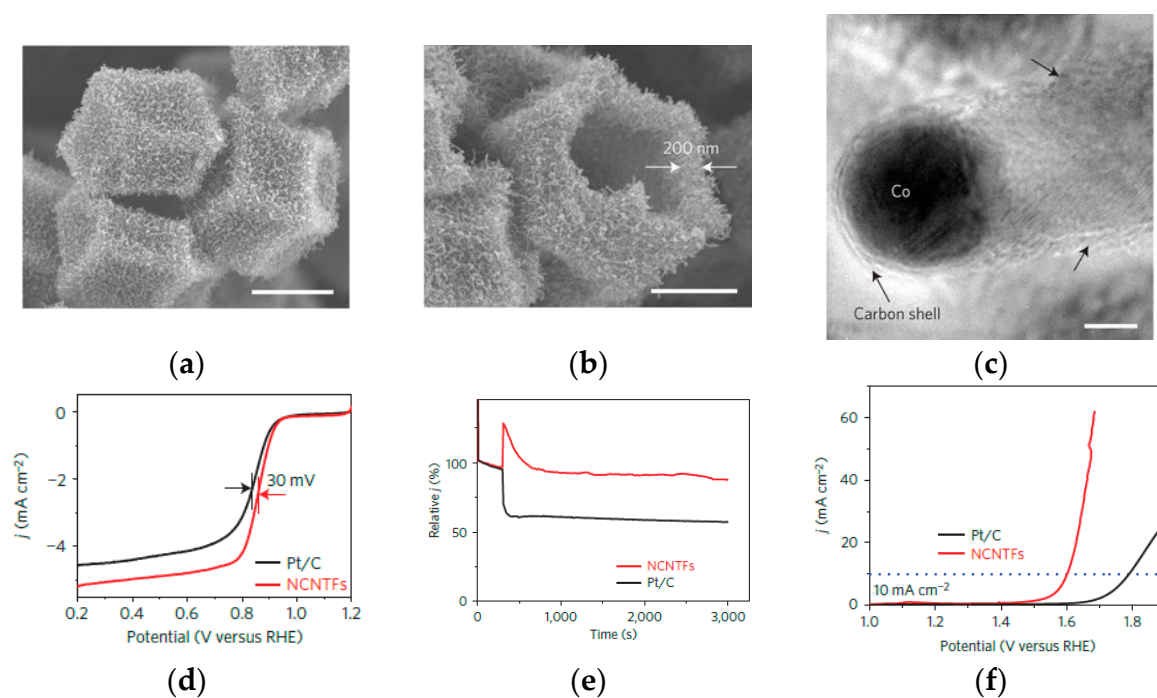 200 nm
Co
Carbon shell
(a)
(b)
(c)
0
−2
−4
j (mA cm⁻²)
30 mV
Pt/C
NCNTFs
0.2
0.4
0.6
0.8
1.0
1.2
Potential (V versus RHE)
100
50
0
Relative j (%)
NCNTFs
Pt/C
0
1,000
2,000
3,000
Time (s)
60
40
20
0
j (mA cm⁻²)
Pt/C
NCNTFs
10 mA cm⁻²
1.0
1.2
1.4
1.6
1.8
Potential (V versus RHE)
(d)
(e)
(f)